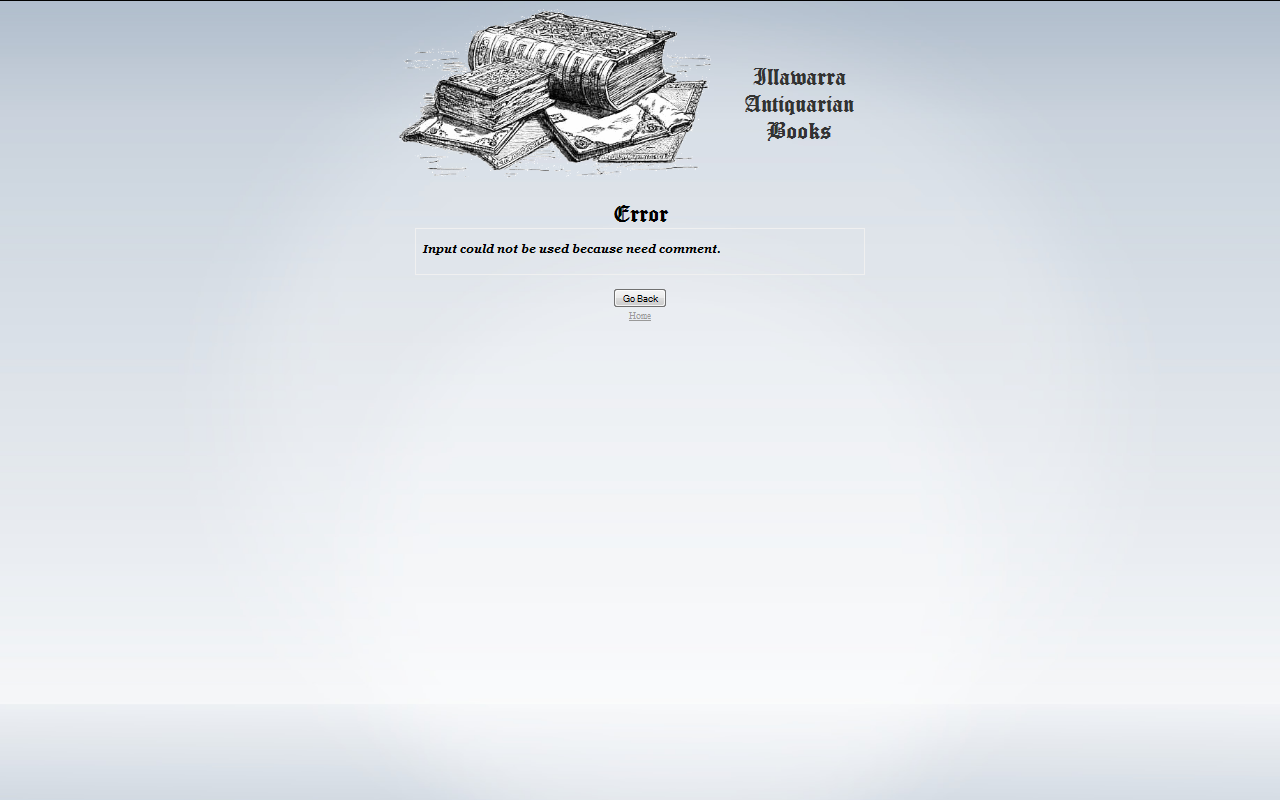 Illawarra
Antiquarian
Books
Error
Input could not be used because need comment.
Go Back
Home